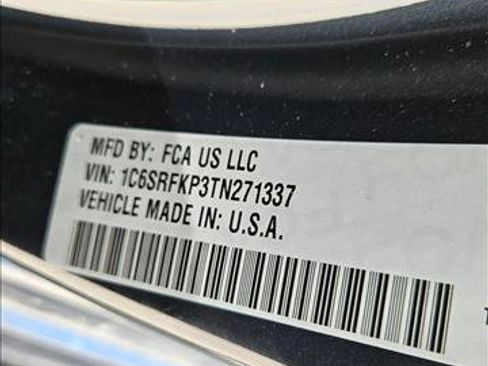 MFD BY: FCA US LLC
VIN: 1C6SRFKP3TN271337
VEHICLE MADE IN: U.S.A.